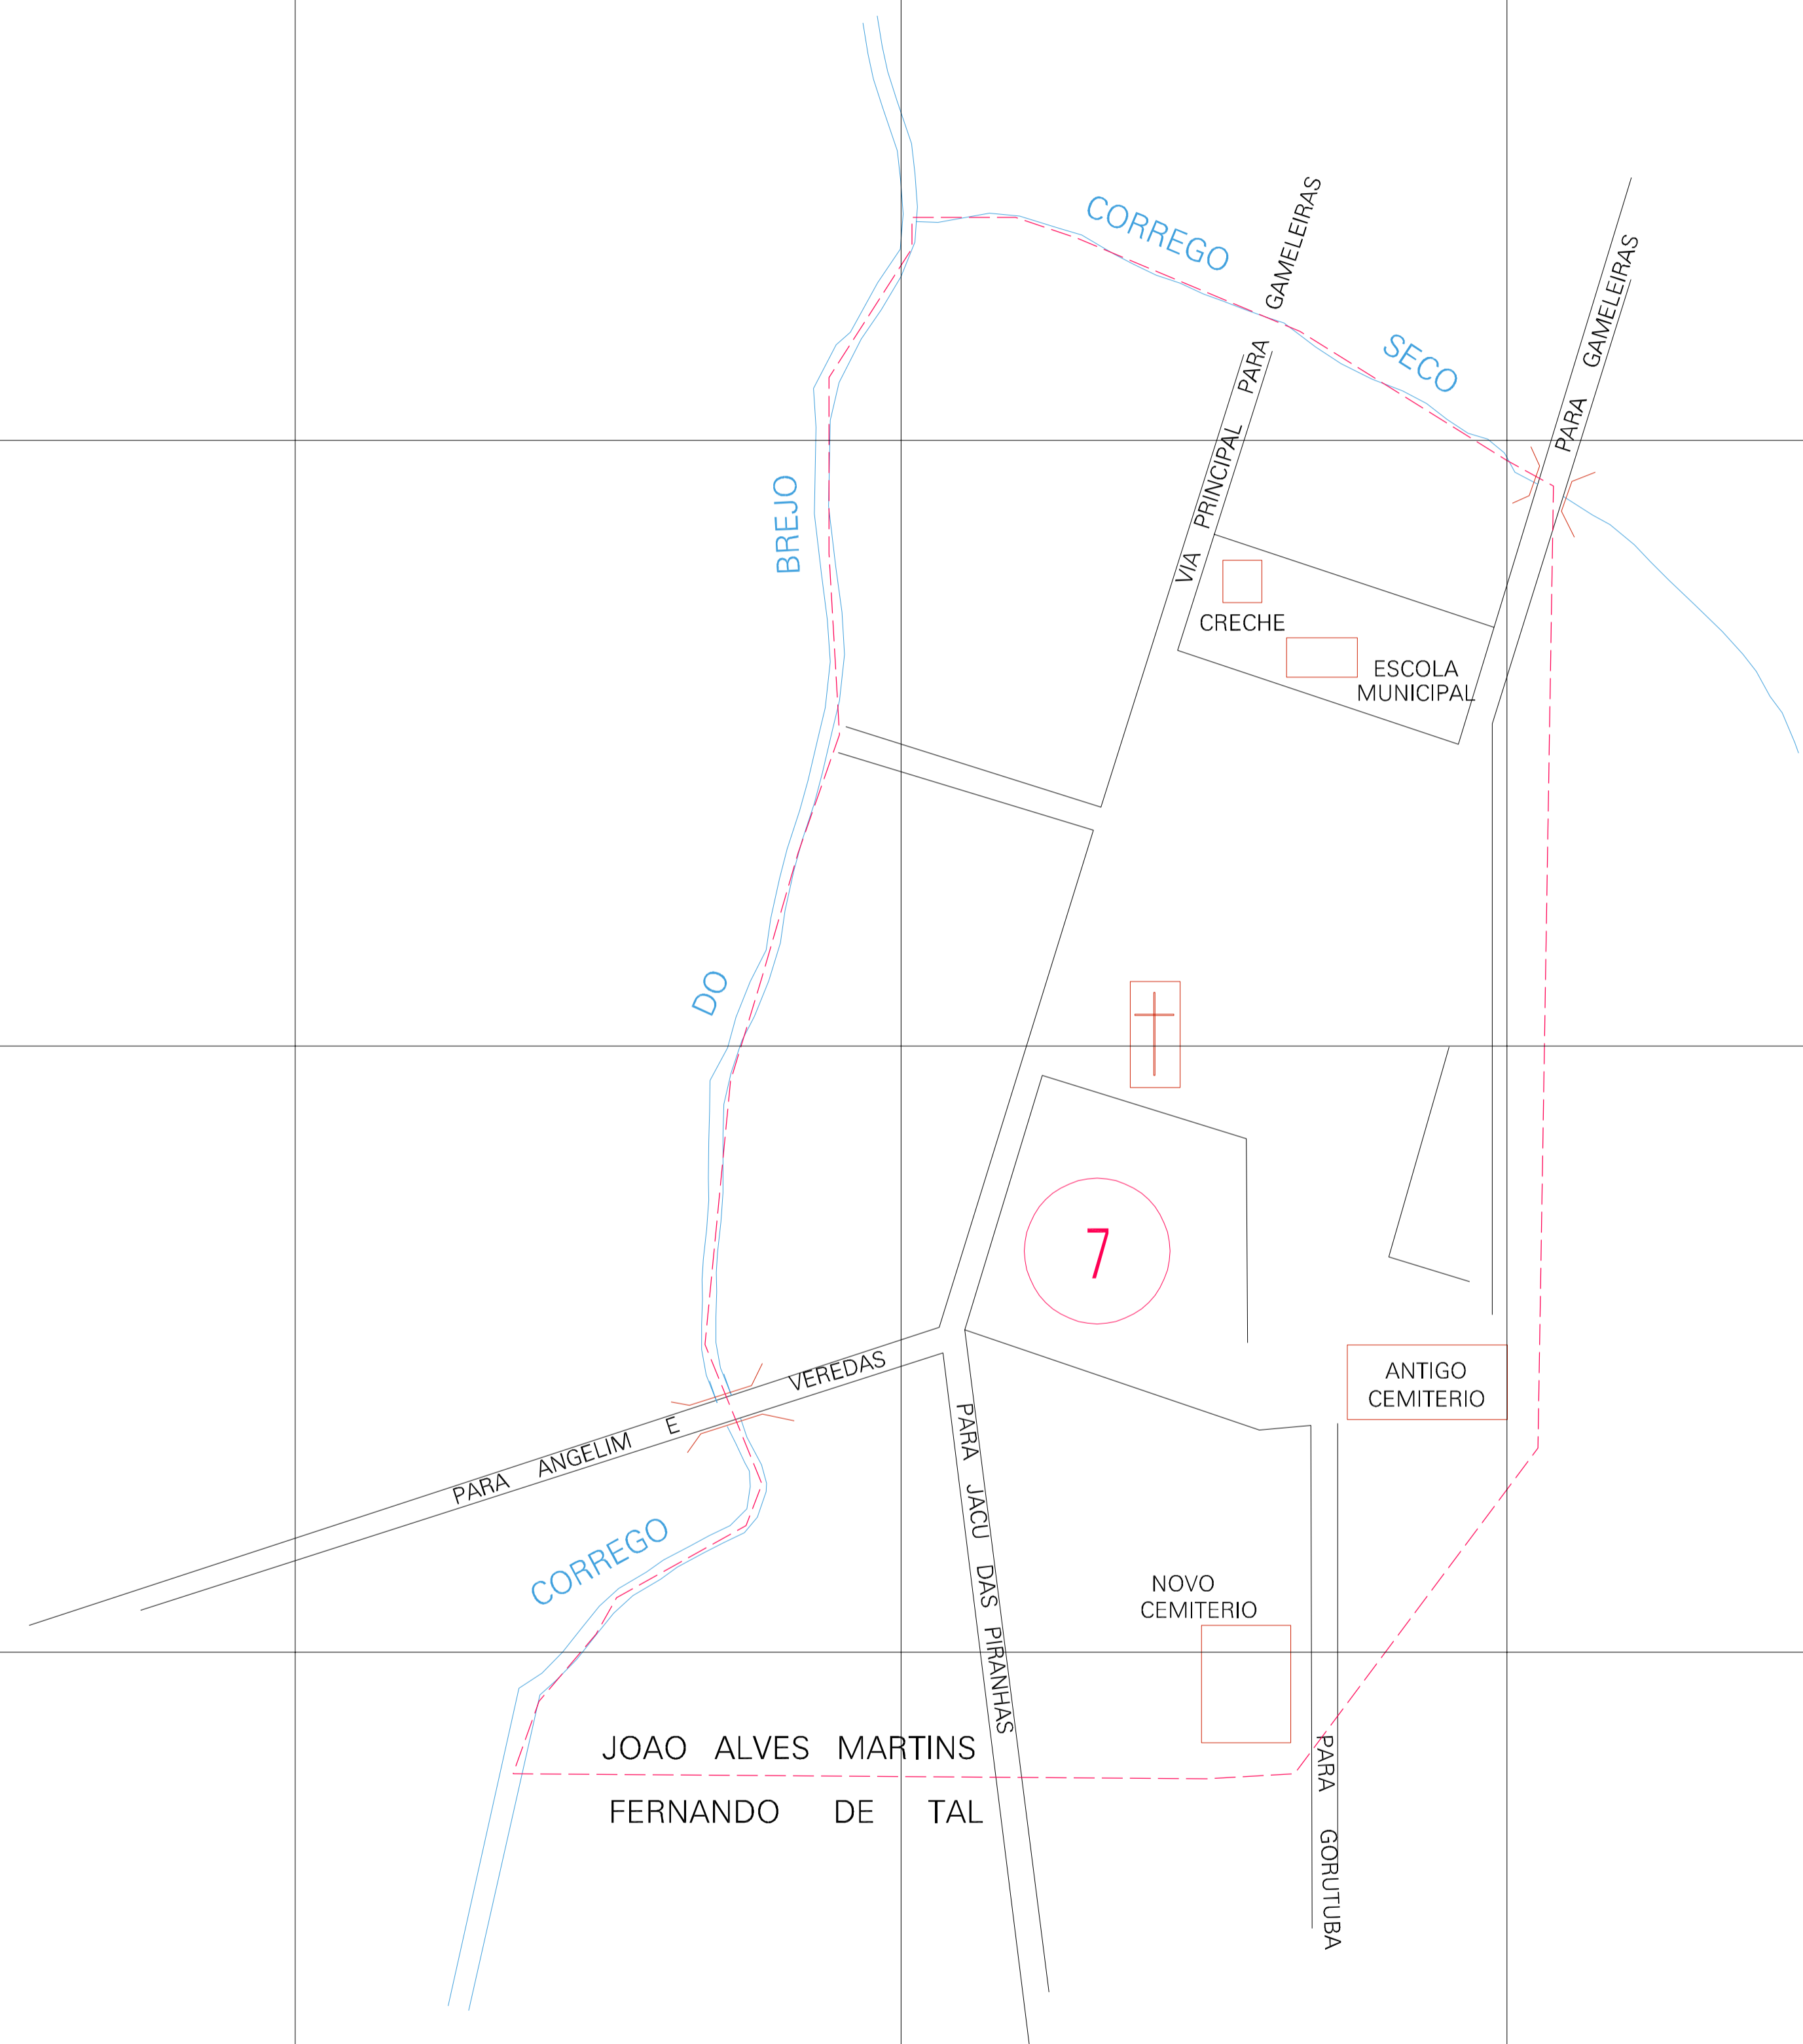 CORREGO SECO
VIA PRINCIPAL PARA GAMELEIRAS
PARA GAMELEIRAS
CORREGO DO BREJO
CRECHE
ESCOLA
MUNICIPAL
7
ANTIGO
CEMITERIO
PARA ANGELIM E VEREDAS
PARA JACU DAS PIRANHAS
NOVO
CEMITERIO
PARA GORUTUBA
JOAO ALVES MARTINS
FERNANDO DE TAL